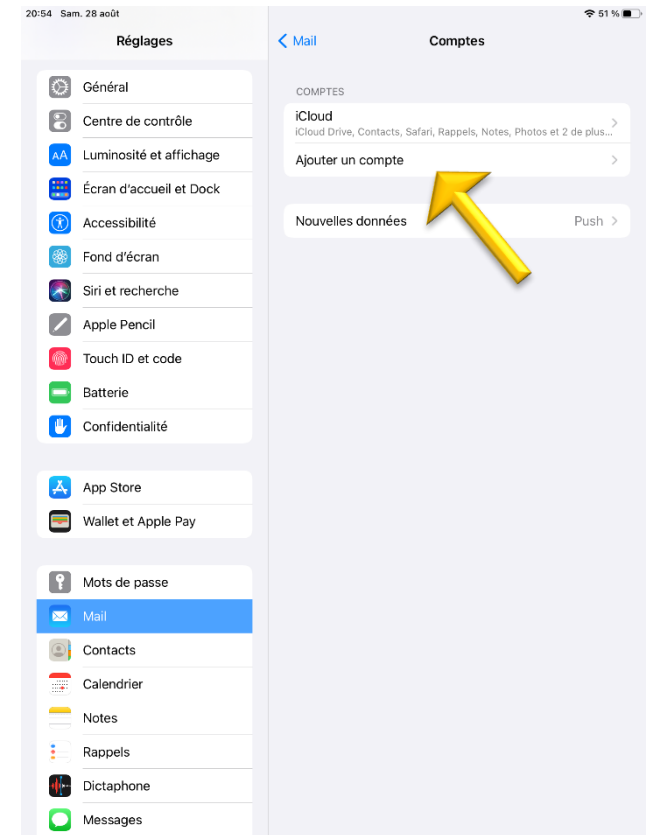 20:54 Sam. 28 août
51 %
Réglages
Général
Centre de contrôle
AA
Luminosité et affichage
Écran d'accueil et Dock
Accessibilité
Fond d'écran
Siri et recherche
Apple Pencil
Touch ID et code
Batterie
Confidentialité
App Store
Wallet et Apple Pay
Mots de passe
Mail
Contacts
Calendrier
Notes
Rappels
Dictaphone
Messages
Mail
Comptes
COMPTES
iCloud
iCloud Drive, Contacts, Safari, Rappels, Notes, Photos et 2 de plus...
Ajouter un compte
Nouvelles données
Push